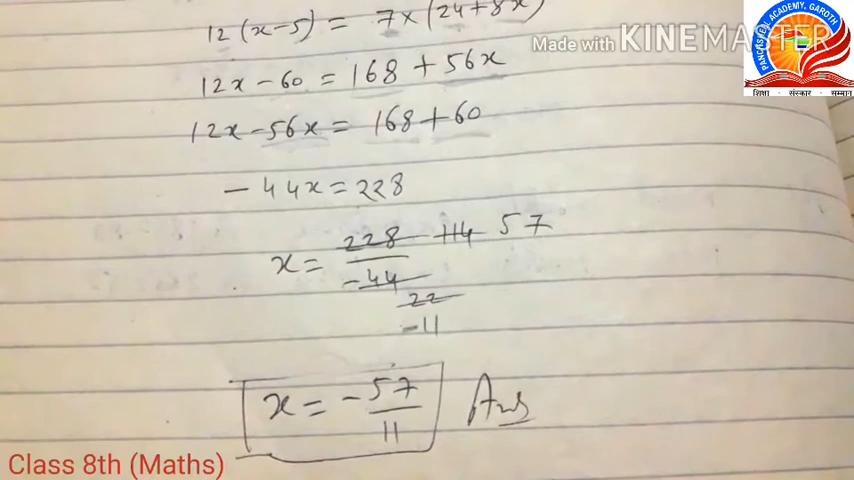 12(x-5) = 7×(24+8x)
Made with KINEMASTER
PANCHSHEEL ACADEMY, GAROTH
शिक्षा · संस्कार · सम्मान
12x - 60 = 168 + 56x
12x - 56x = 168 + 60
- 44x = 228
x = 228 114 57
-44
22
-11
x = - 57
11
Ans
Class 8th (Maths)